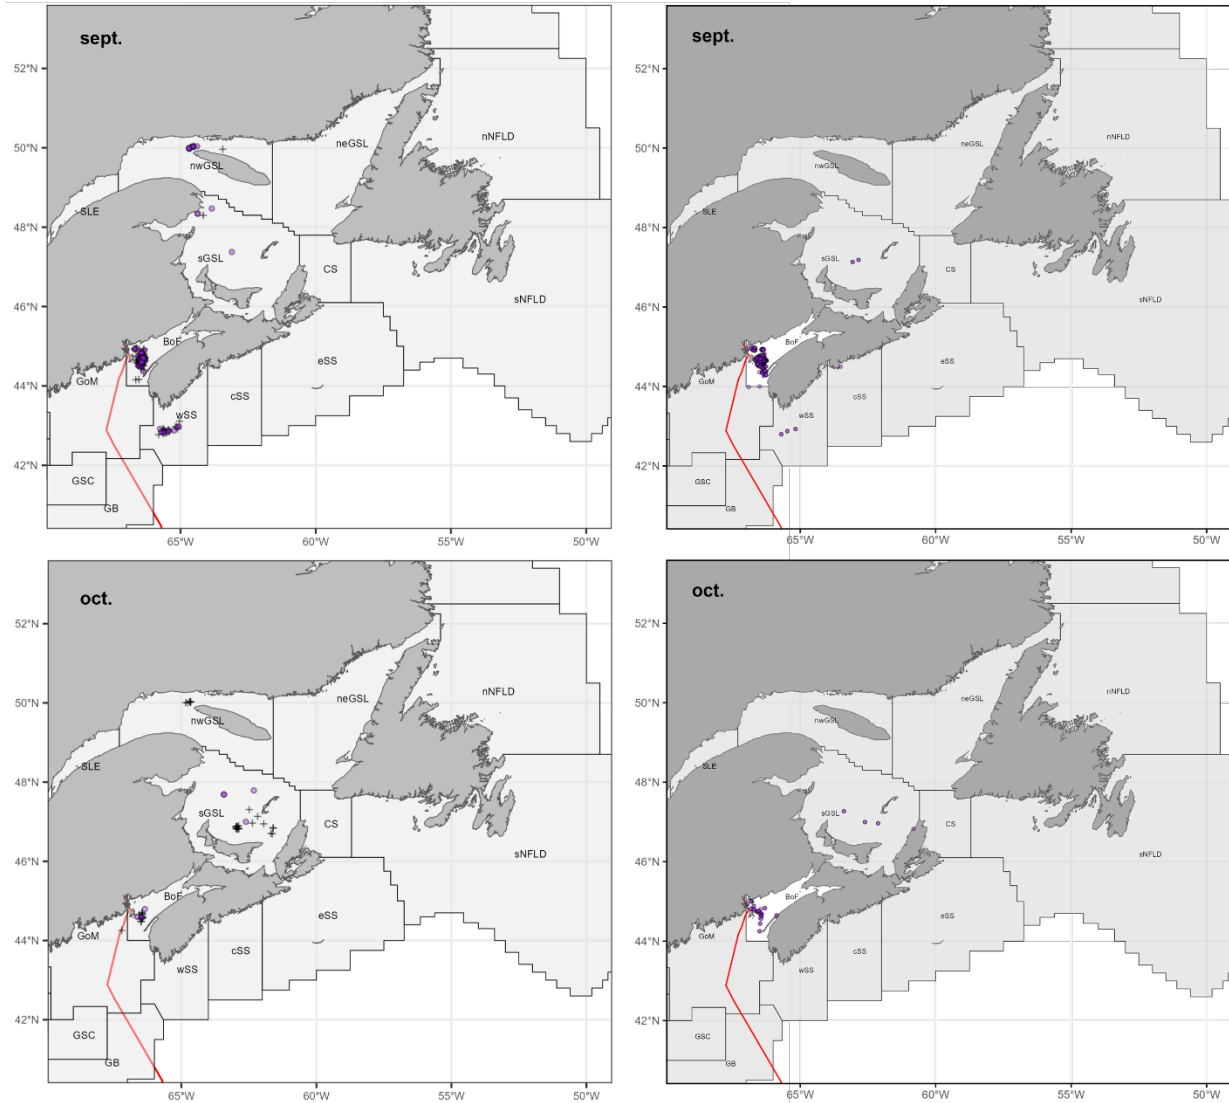 sept.
52°N
50°N
48°N
46°N
44°N
42°N
nNFLD
neGSL
nwGSL
SLE
sGSL
CS
sNFLD
BoF
eSS
GoM
cSS
wSS
GSC
GB
65°W
60°W
55°W
50°W
sept.
52°N
50°N
48°N
46°N
44°N
42°N
nNFLD
neGSL
nwGSL
SLE
sGSL
CS
sNFLD
BoF
eSS
GoM
cSS
wSS
GSC
GB
65°W
60°W
55°W
50°W
oct.
52°N
50°N
48°N
46°N
44°N
42°N
nNFLD
neGSL
nwGSL
SLE
sGSL
CS
sNFLD
BoF
eSS
GoM
cSS
wSS
GSC
GB
65°W
60°W
55°W
50°W
oct.
52°N
50°N
48°N
46°N
44°N
42°N
nNFLD
neGSL
nwGSL
SLE
sGSL
CS
sNFLD
BoF
eSS
GoM
cSS
wSS
GSC
GB
65°W
60°W
55°W
50°W